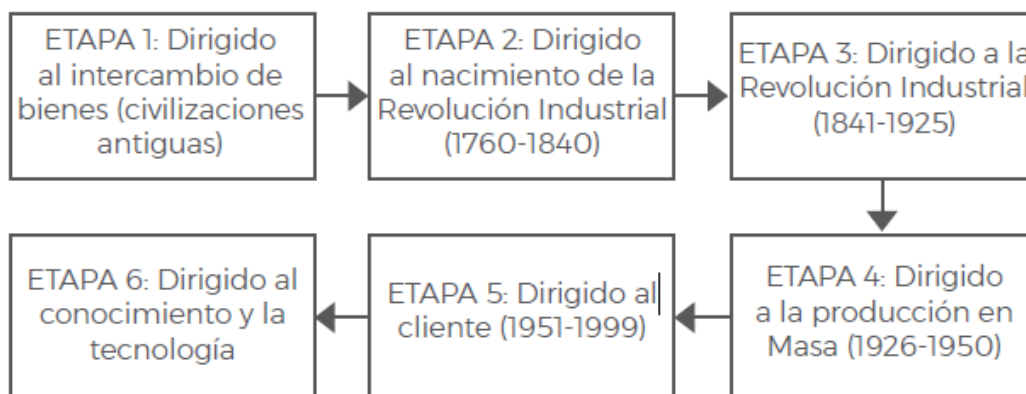 ETAPA 1: Dirigido
al intercambio de
bienes (civilizaciones
antiguas)
ETAPA 2: Dirigido
al nacimiento de la
Revolución Industrial
(1760-1840)
ETAPA 3: Dirigido a la
Revolución Industrial
(1841-1925)
ETAPA 4: Dirigido
a la producción en
Masa (1926-1950)
ETAPA 5: Dirigido al
cliente (1951-1999)
ETAPA 6: Dirigido al
conocimiento y la
tecnología